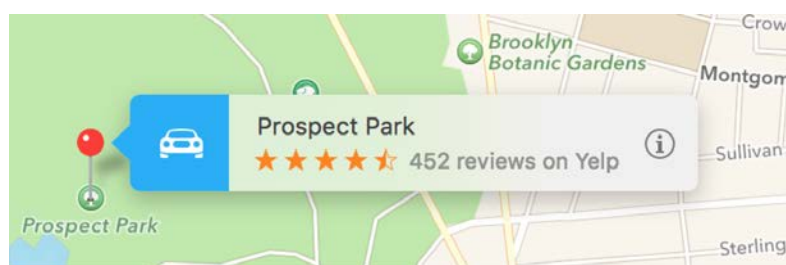 Crow
Brooklyn
Botanic Gardens
Montgom
Prospect Park
452 reviews on Yelp
Sullivan
Prospect Park
Sterling